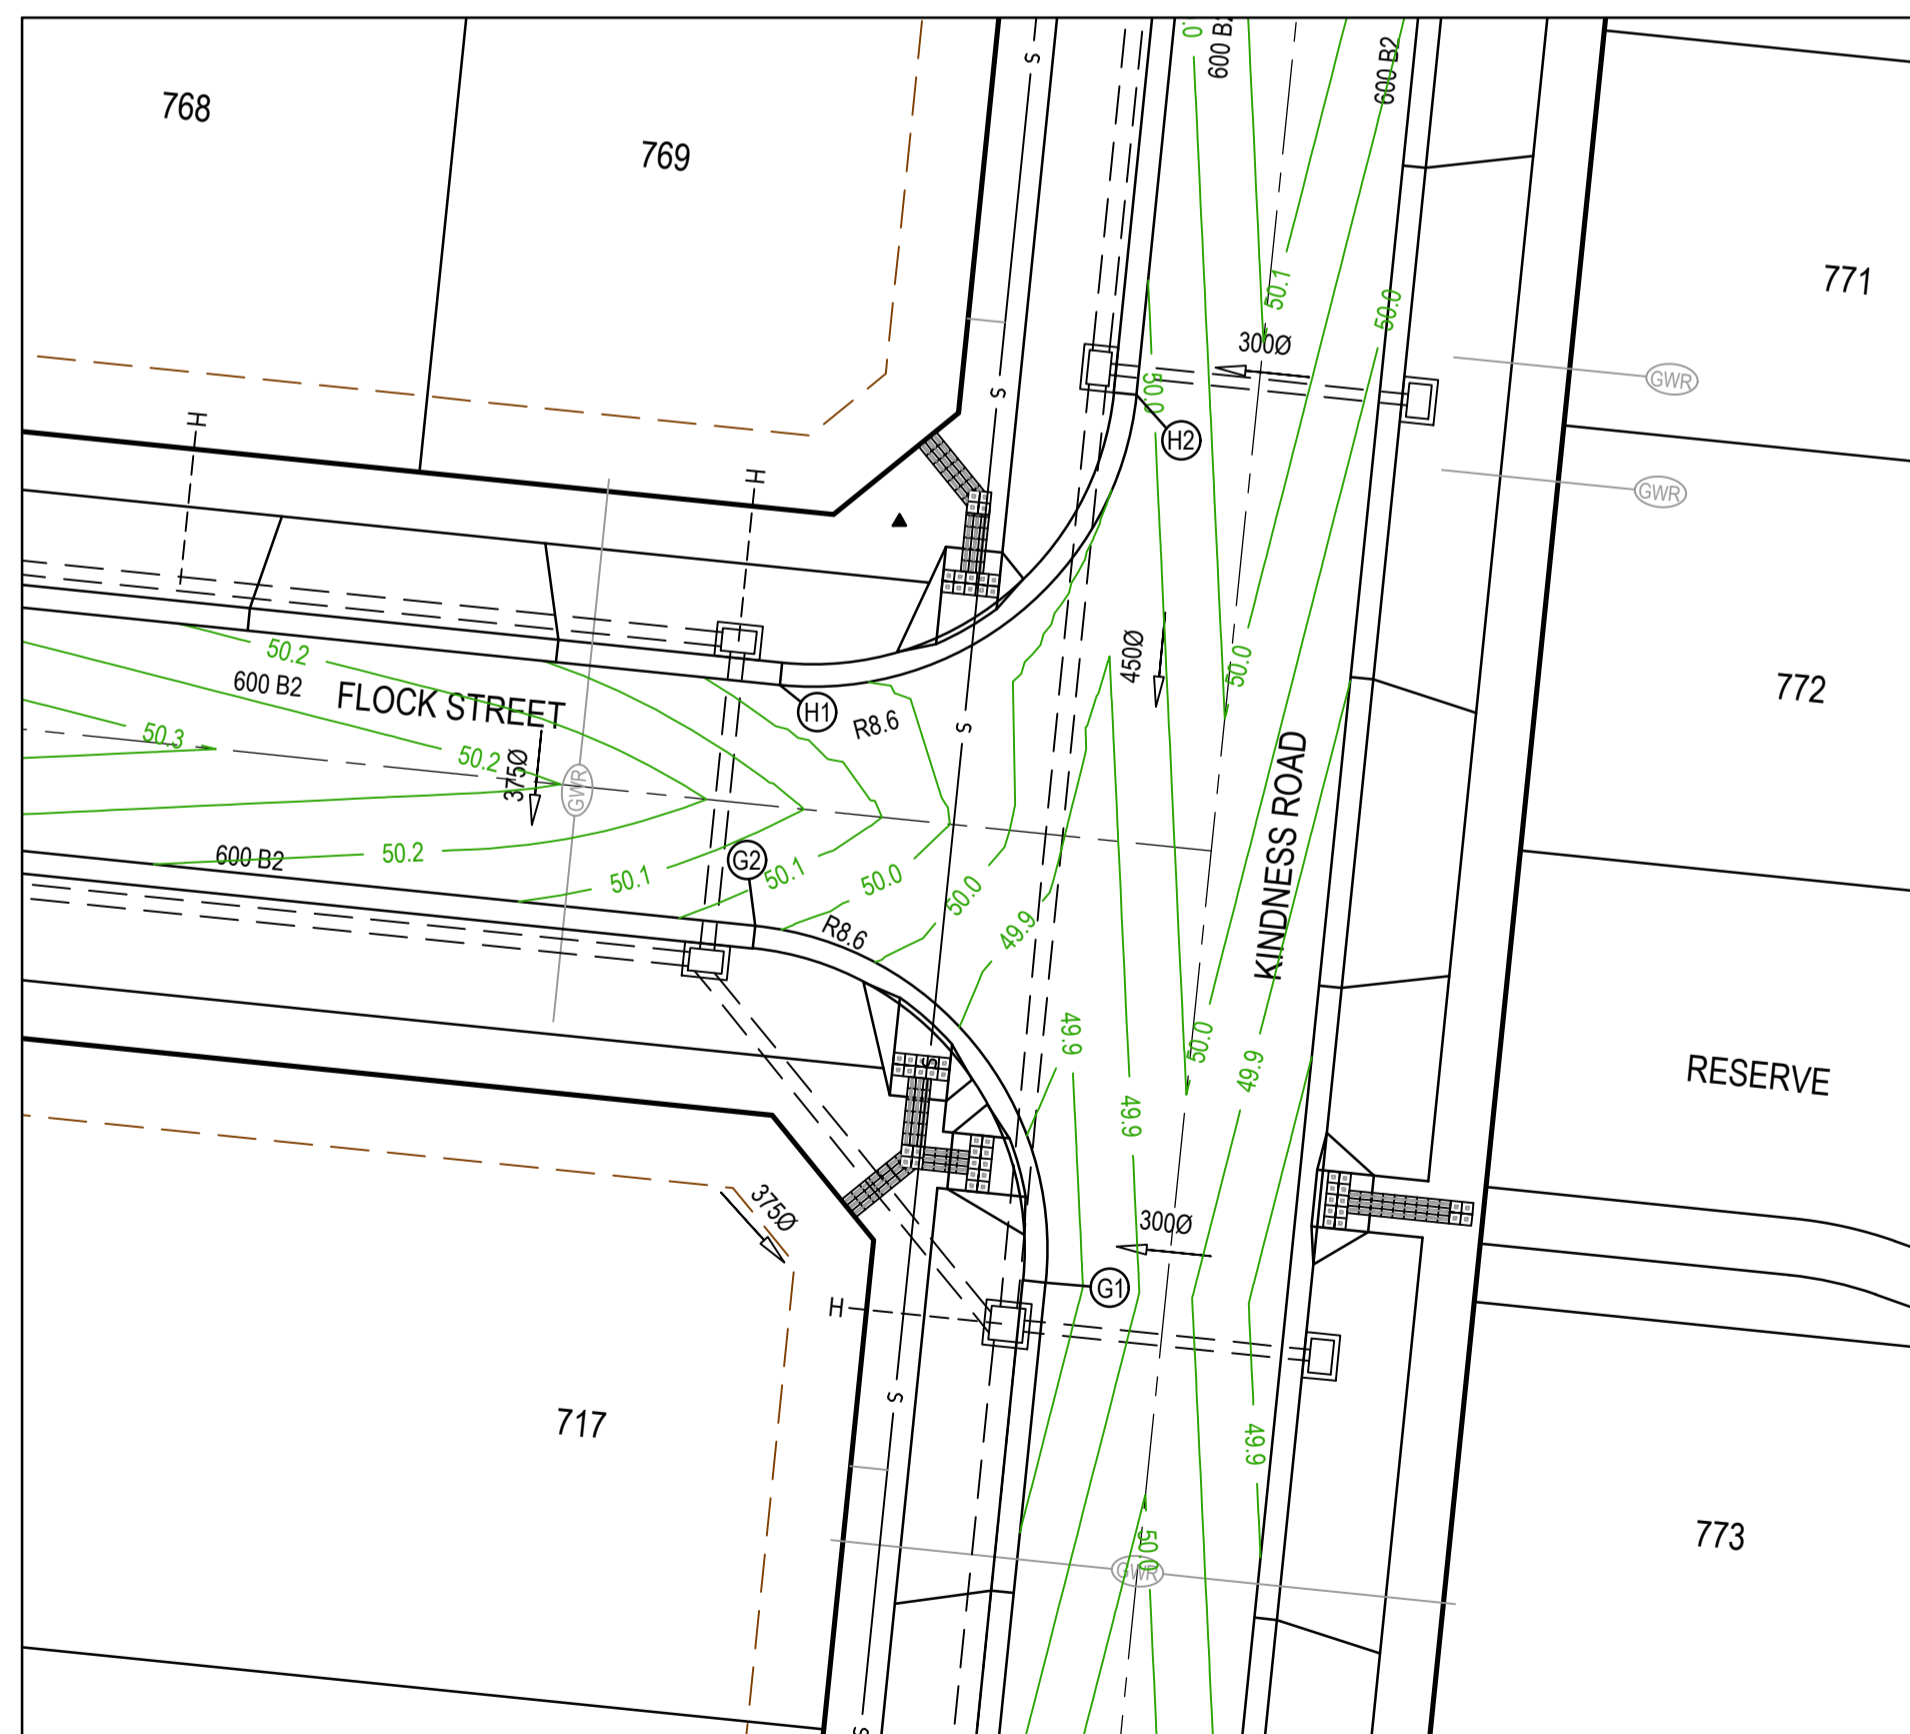 .0
600 B2
600 B2
S
768
769
771
50.1
50.0
300Ø
GWR
50.0
S
H
H2
H
GWR
450Ø
50.2
50.0
600 B2
FLOCK STREET
772
H1
R8.6
S
50.3
50.2
375Ø
GWR
KINDNESS ROAD
600 B2
50.2
G2
50.1
50.1
50.0
50.0
R8.6
49.9
49.9
50.0
49.9
S
RESERVE
49.9
375Ø
300Ø
G1
H
S
717
49.9
50.0
GWR
773
S